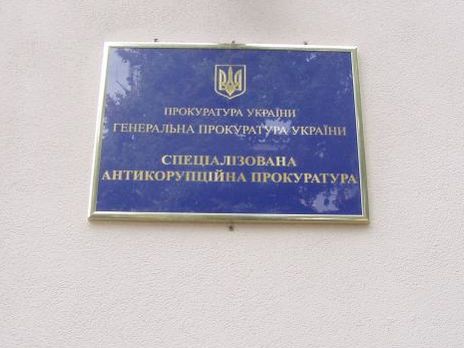 ПРОКУРАТУРА УКРАЇНИ
ГЕНЕРАЛЬНА ПРОКУРАТУРА УКРАЇНИ
СПЕЦІАЛІЗОВАНА
АНТИКОРУПЦІЙНА ПРОКУРАТУРА